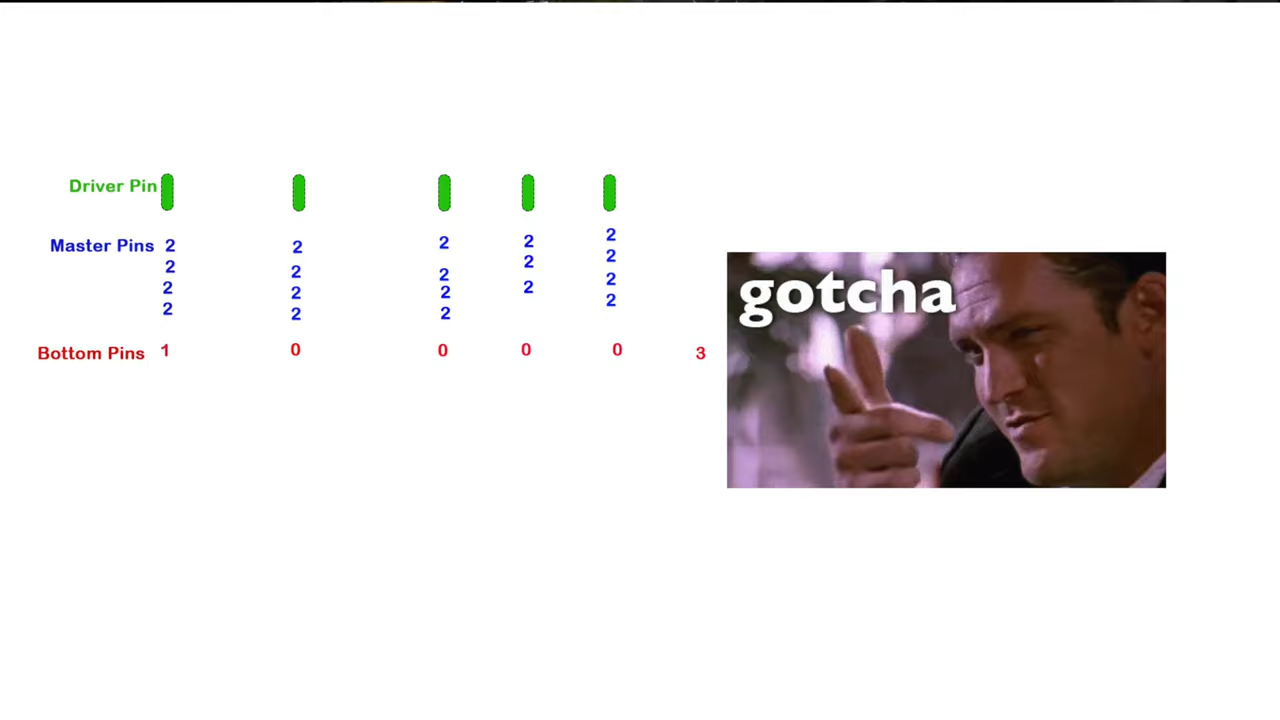 Driver Pin
Master Pins 2 2 2 2 2
2 2 2 2 2
2 2 2 2 2
2 2 2 2
Bottom Pins 1 0 0 0 0 3
gotcha